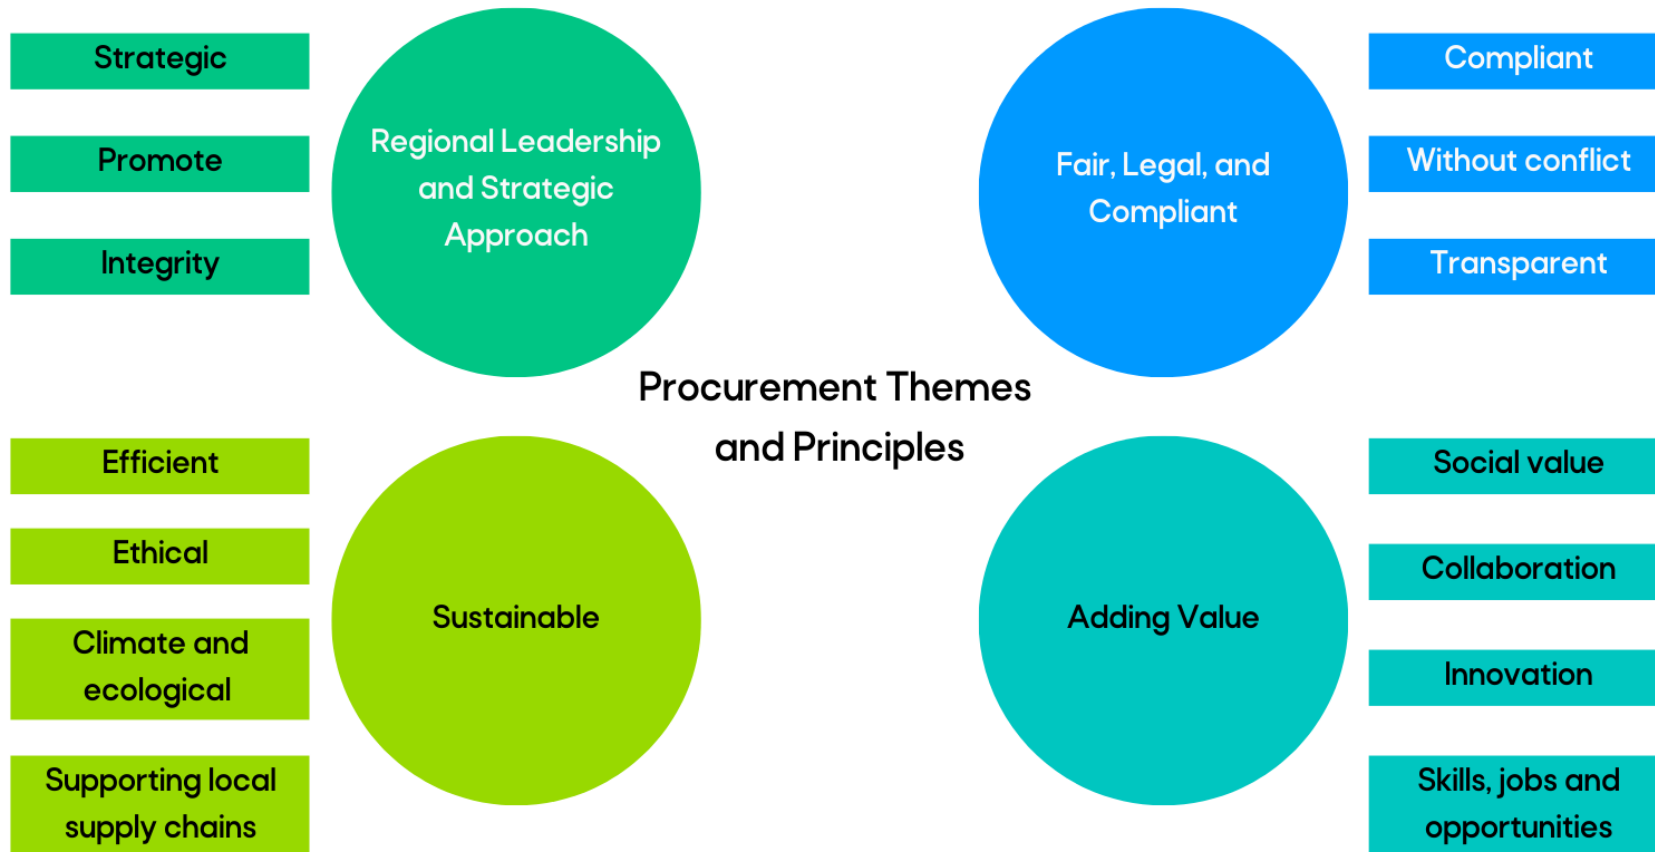 Strategic
Promote
Integrity
Regional Leadership
and Strategic
Approach
Fair, Legal, and
Compliant
Compliant
Without conflict
Transparent
Procurement Themes
and Principles
Efficient
Ethical
Climate and
ecological
Supporting local
supply chains
Sustainable
Adding Value
Social value
Collaboration
Innovation
Skills, jobs and
opportunities